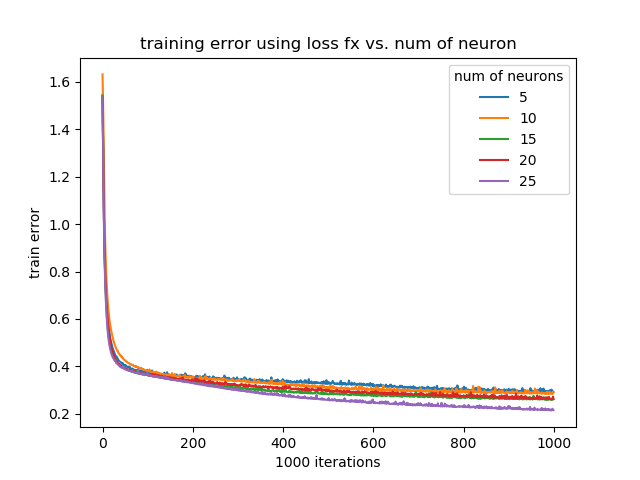 training error using loss fx vs. num of neuron
num of neurons
5
10
15
20
25
train error
1.6
1.4
1.2
1.0
0.8
0.6
0.4
0.2
0 200 400 600 800 1000
1000 iterations